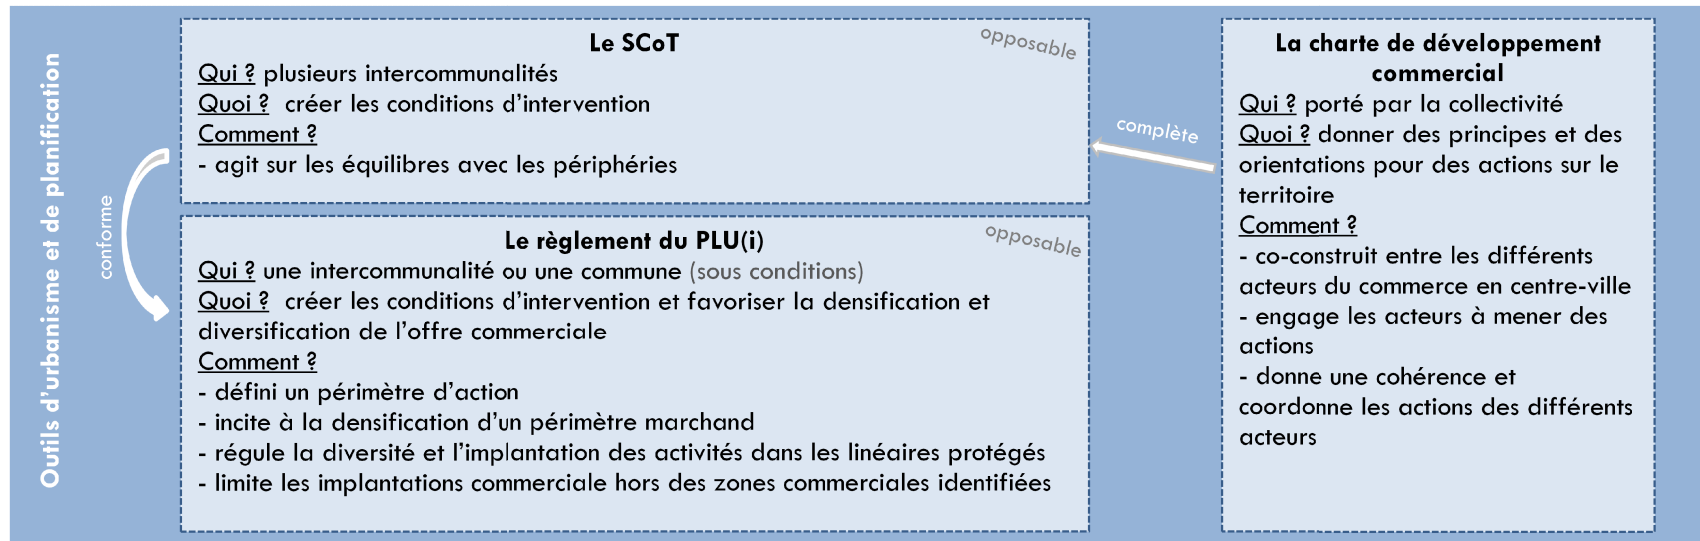 Outils d'urbanisme et de planification
conforme
Le SCoT
opposable
Qui ? plusieurs intercommunalités
Quoi ?  créer les conditions d'intervention
Comment ?
- agit sur les équilibres avec les périphéries
Le règlement du PLU(i)
opposable
Qui ? une intercommunalité ou une commune (sous conditions)
Quoi ?  créer les conditions d'intervention et favoriser la densification et
diversification de l'offre commerciale
Comment ?
- défini un périmètre d'action
- incite à la densification d'un périmètre marchand
- régule la diversité et l'implantation des activités dans les linéaires protégés
- limite les implantations commerciale hors des zones commerciales identifiées
complète
La charte de développement
commercial
Qui ? porté par la collectivité
Quoi ? donner des principes et des
orientations pour des actions sur le
territoire
Comment ?
- co-construit entre les différents
acteurs du commerce en centre-ville
- engage les acteurs à mener des
actions
- donne une cohérence et
coordonne les actions des différents
acteurs